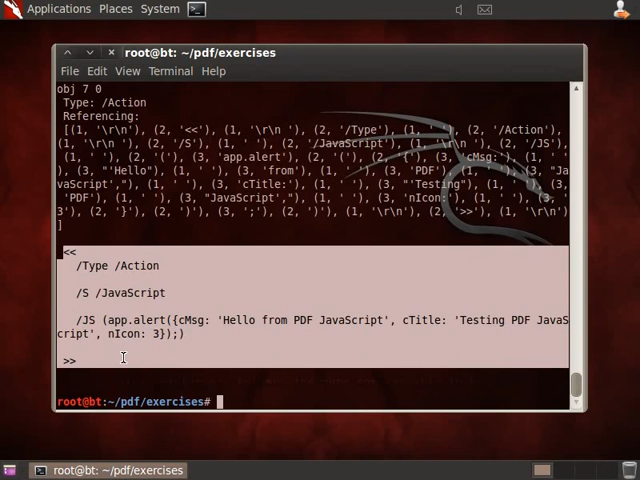 Applications Places System
root@bt: ~/pdf/exercises
File Edit View Terminal Help
obj 7 0
Type: /Action
Referencing:
[(1, '\r\n'), (2, '<<'), (1, '\r\n '), (2, '/Type'), (1, ' '), (2, '/Action'),
(1, '\r\n '), (2, '/S'), (1, ' '), (2, '/JavaScript'), (1, '\r\n '), (2, '/JS'),
(1, ' '), (2, '('), (3, 'app.alert'), (2, '('), (2, '{'), (3, 'cMsg:'), (1, ' '
), (3, "'Hello"), (1, ' '), (3, 'from'), (1, ' '), (3, 'PDF'), (1, ' '), (3, "Ja
vaScript',"), (1, ' '), (3, 'cTitle:'), (1, ' '), (3, "'Testing"), (1, ' '), (3,
'PDF'), (1, ' '), (3, "JavaScript',"), (1, ' '), (3, 'nIcon:'), (1, ' '), (3, '
3'), (2, '}'), (2, ')'), (3, ';'), (2, ')'), (1, '\r\n'), (2, '>>'), (1, '\r\n')
]
<<
/Type /Action
/S /JavaScript
/JS (app.alert({cMsg: 'Hello from PDF JavaScript', cTitle: 'Testing PDF JavaS
cript', nIcon: 3});)
>>
root@bt:~/pdf/exercises#
root@bt: ~/pdf/exercises